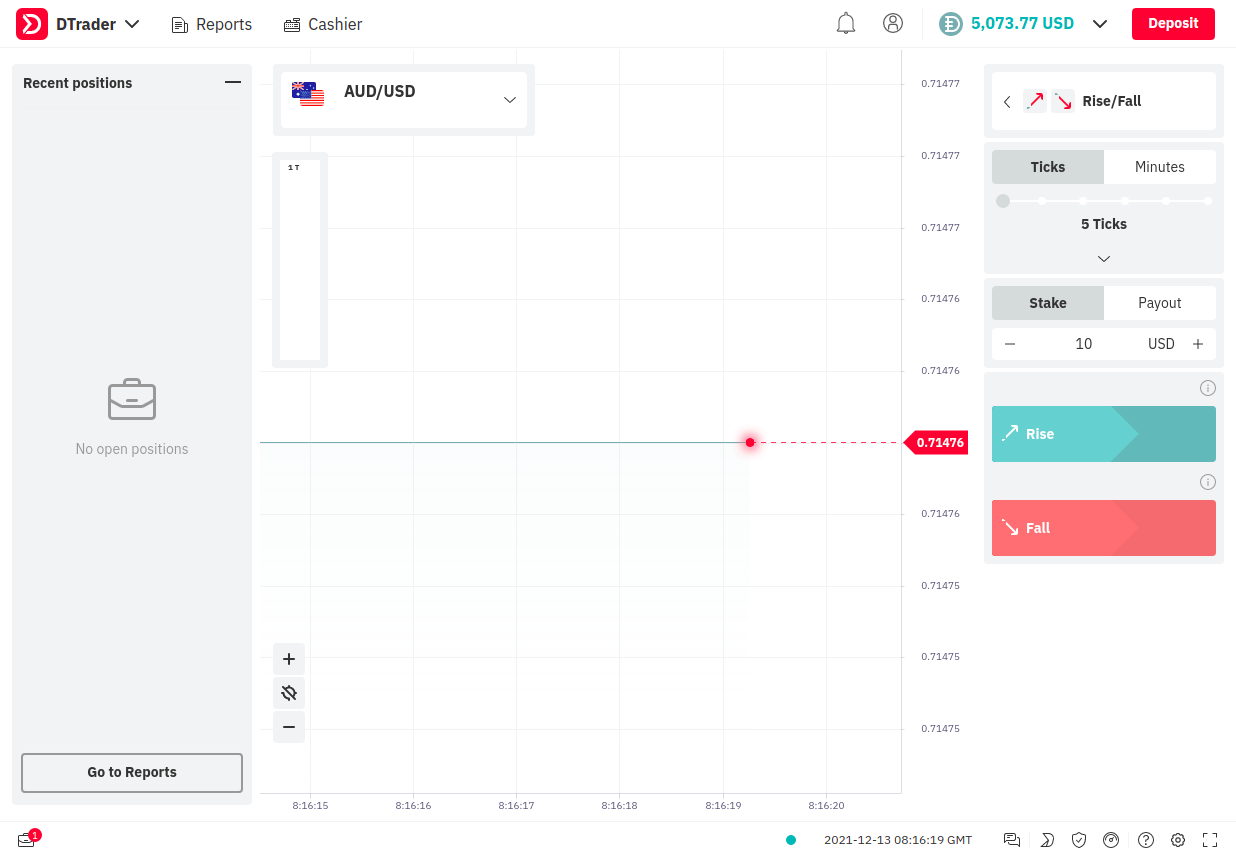 DTrader
Reports
Cashier
5,073.77 USD
Deposit
Recent positions
No open positions
Go to Reports
AUD/USD
1 T
0.71477
0.71477
0.71477
0.71476
0.71476
0.71476
0.71476
0.71475
0.71475
0.71475
8:16:15
8:16:16
8:16:17
8:16:18
8:16:19
8:16:20
Rise/Fall
Ticks
Minutes
5 Ticks
Stake
Payout
10
USD
Rise
Fall
1
2021-12-13 08:16:19 GMT